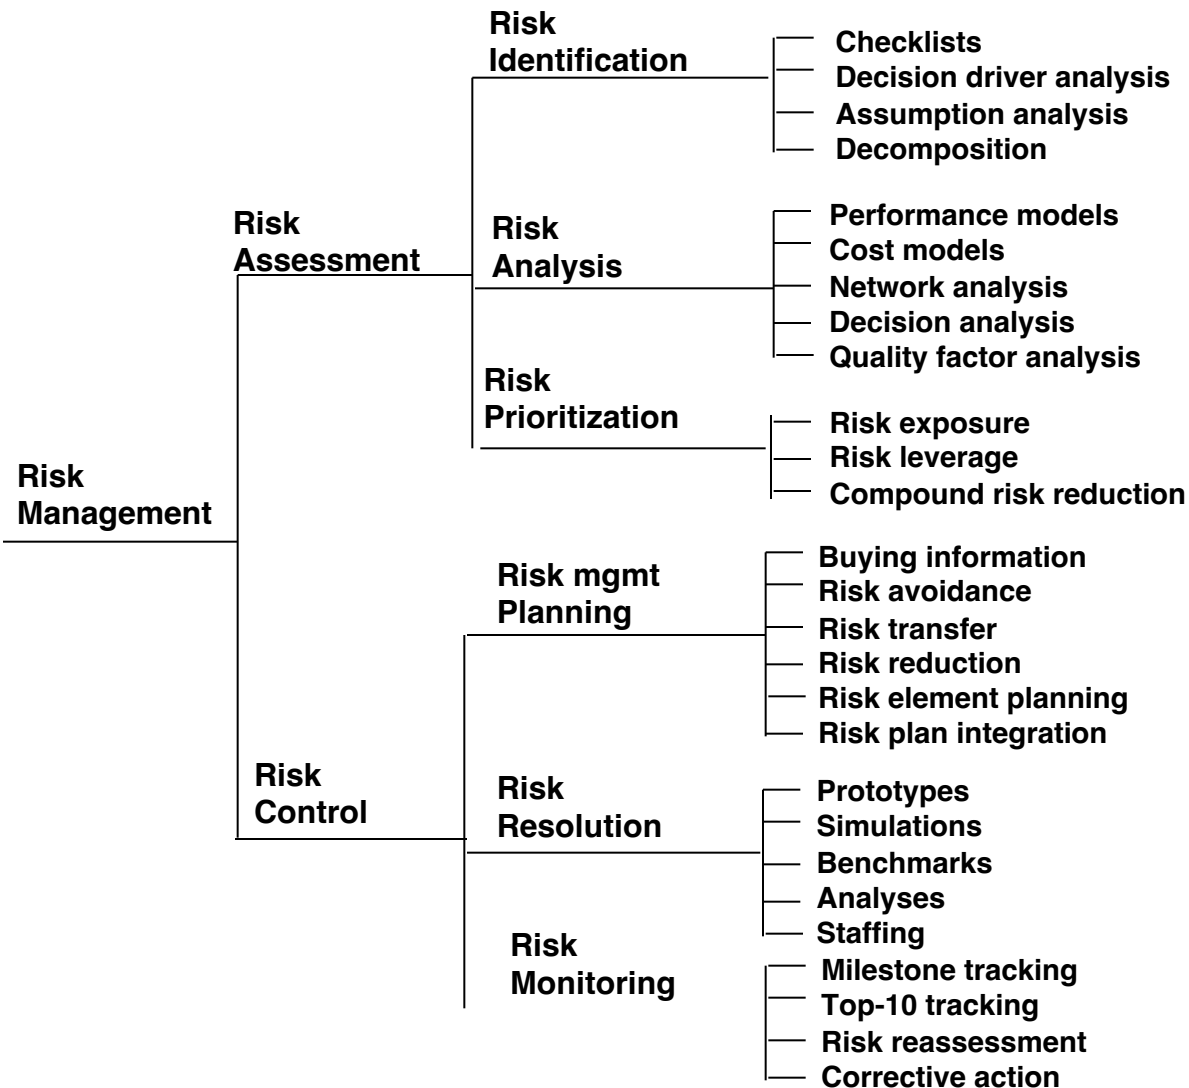 Risk
Management
Risk
Assessment
Risk
Identification
Checklists
Decision driver analysis
Assumption analysis
Decomposition
Risk
Analysis
Performance models
Cost models
Network analysis
Decision analysis
Quality factor analysis
Risk
Prioritization
Risk exposure
Risk leverage
Compound risk reduction
Risk
Control
Risk mgmt
Planning
Buying information
Risk avoidance
Risk transfer
Risk reduction
Risk element planning
Risk plan integration
Risk
Resolution
Prototypes
Simulations
Benchmarks
Analyses
Staffing
Risk
Monitoring
Milestone tracking
Top-10 tracking
Risk reassessment
Corrective action